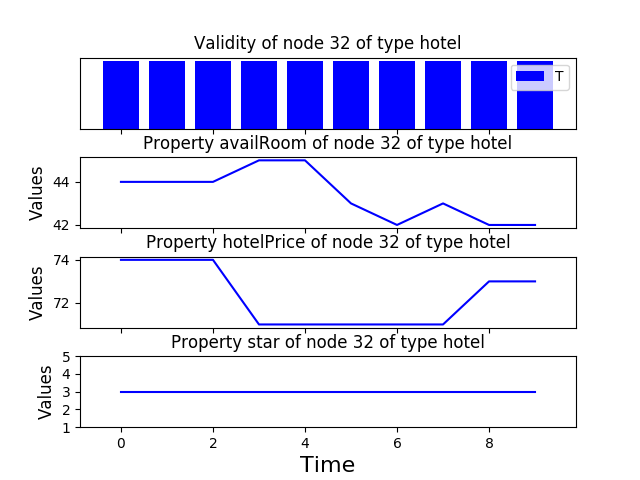 Validity of node 32 of type hotel
T
Property availRoom of node 32 of type hotel
44
42
Values
Property hotelPrice of node 32 of type hotel
74
72
Values
Property star of node 32 of type hotel
5
4
3
2
1
Values
0 2 4 6 8
Time